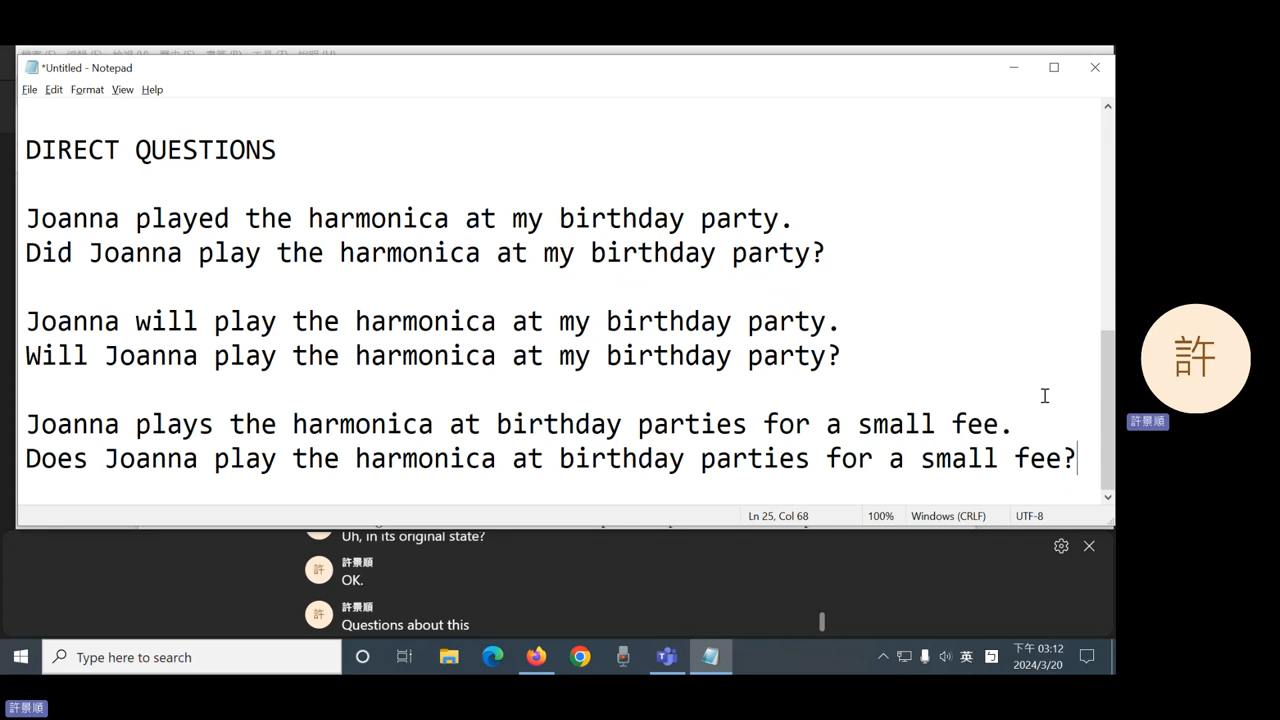 *Untitled - Notepad
File Edit Format View Help
DIRECT QUESTIONS
Joanna played the harmonica at my birthday party.
Did Joanna play the harmonica at my birthday party?
Joanna will play the harmonica at my birthday party.
Will Joanna play the harmonica at my birthday party?
Joanna plays the harmonica at birthday parties for a small fee.
Does Joanna play the harmonica at birthday parties for a small fee?
Ln 25, Col 68 100% Windows (CRLF) UTF-8
許
許景順
Uh, in its original state?
許 許景順
OK.
許 許景順
Questions about this
Type here to search
英
下午 03:12
2024/3/20
許景順